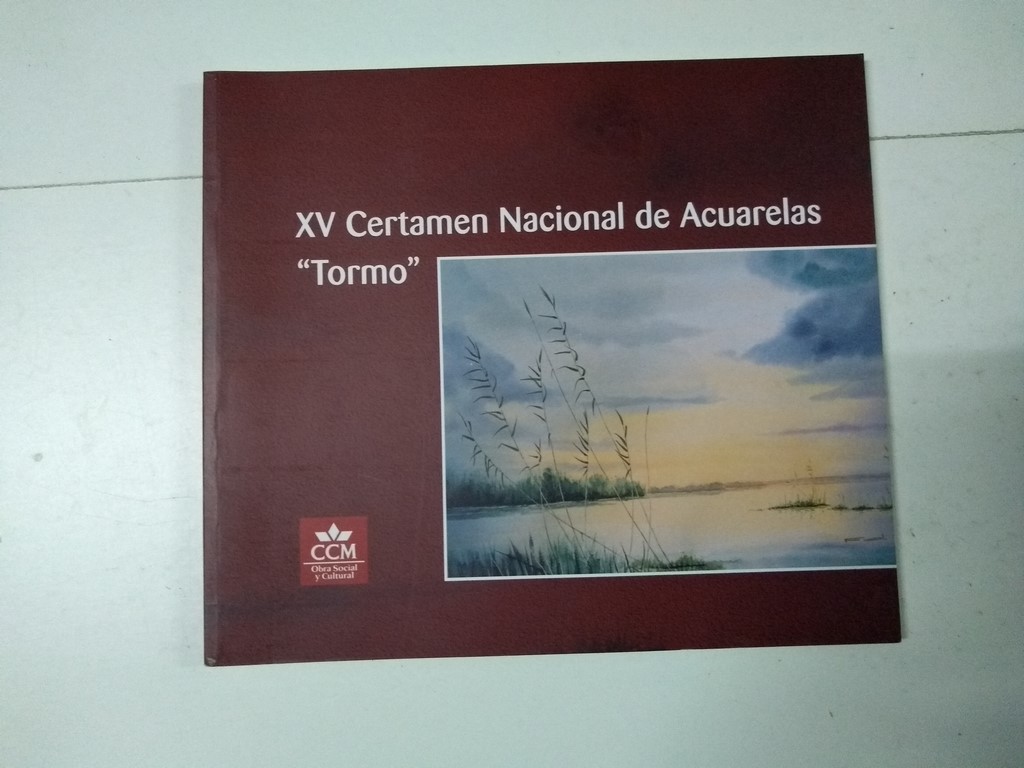 XV Certamen Nacional de Acuarelas
“Tormo”
CCM
Obra Social
y Cultural